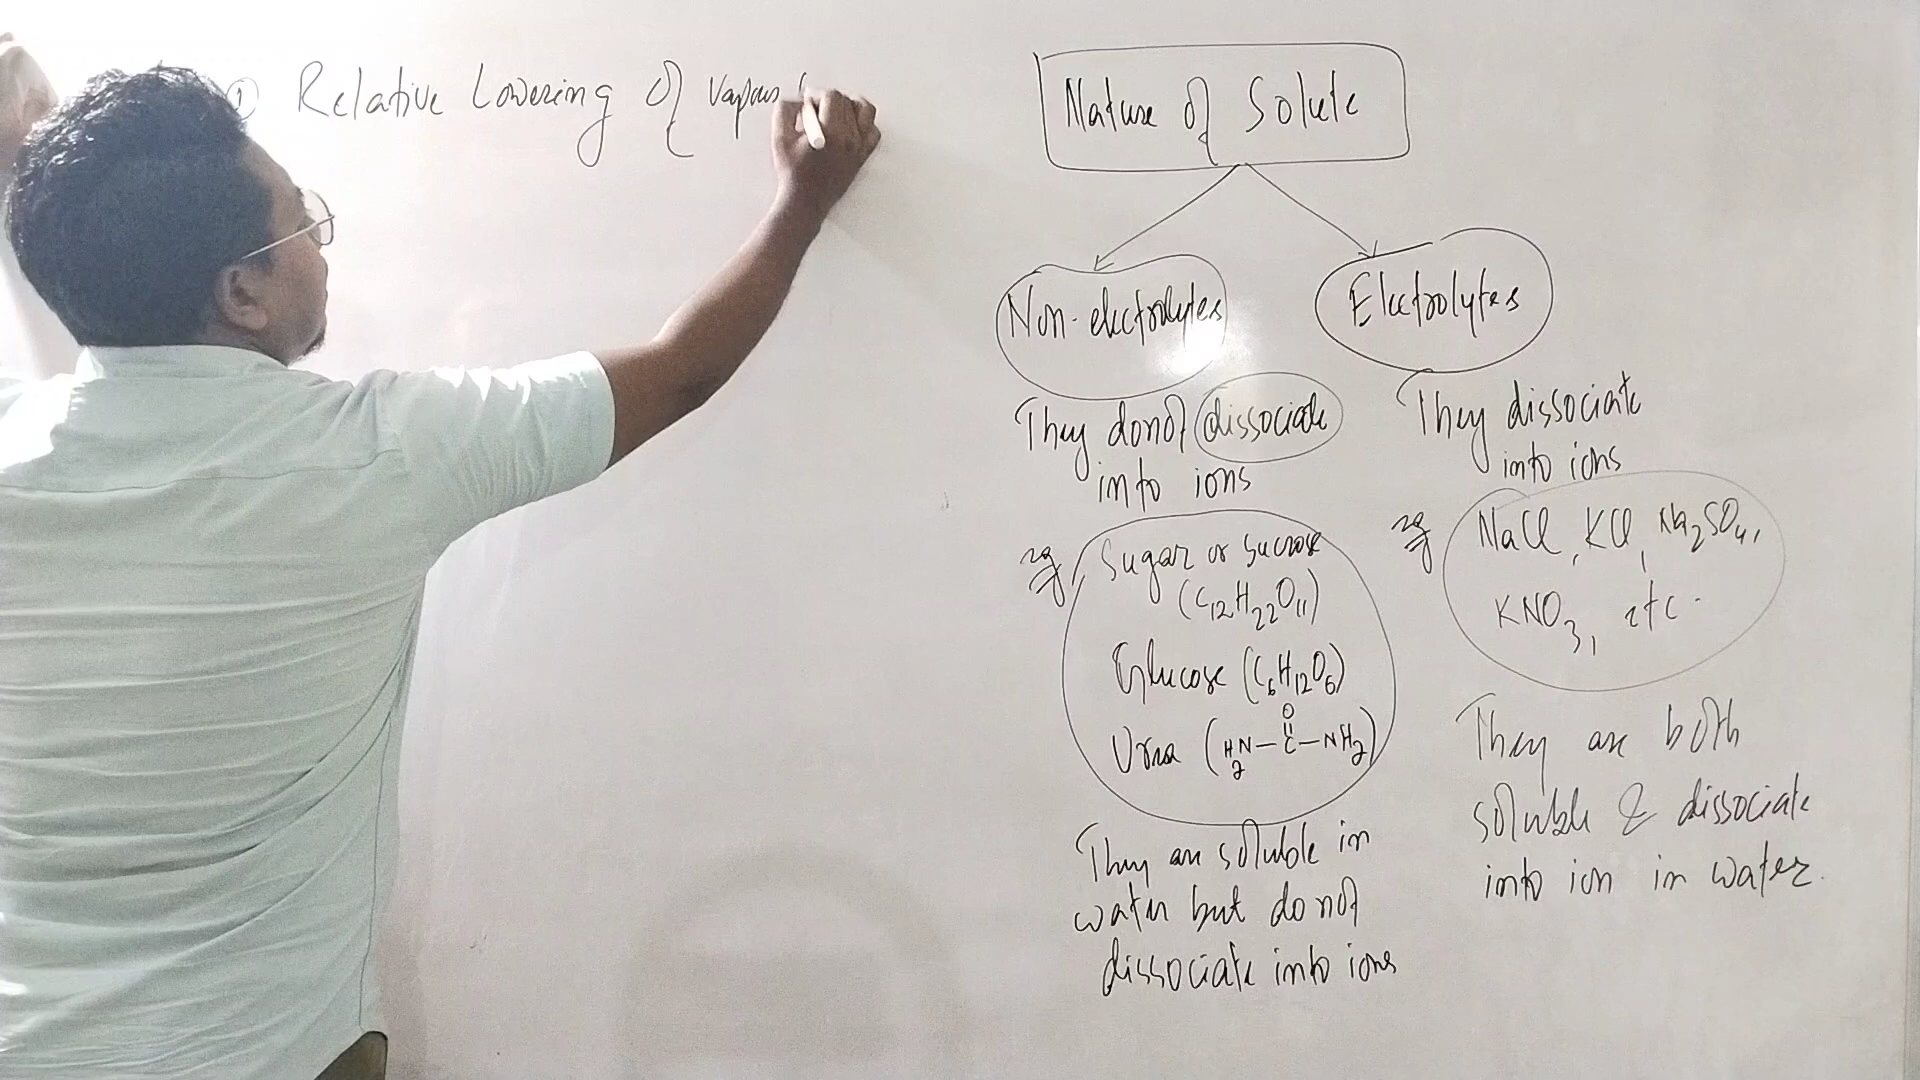 ① Relative Lowering of vapour
Nature of Solute
Non-electrolytes
Electrolytes
They donot dissociate
into ions
eg Sugar or Sucrose
(C₁₂H₂₂O₁₁)
Glucose (C₆H₁₂O₆)
O
Urea (H₂N–C–NH₂)
They are soluble in
water but do not
dissociate into ions
They dissociate
into ions
eg NaCl, KCl, Na₂SO₄,
KNO₃, etc.
They are both
soluble & dissociate
into ion in water.